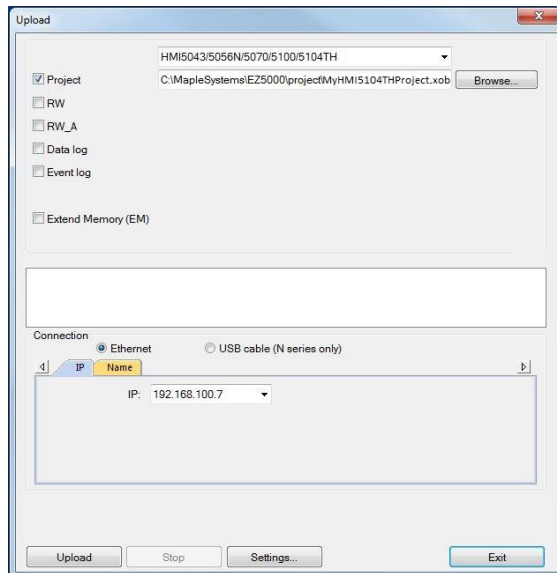 Upload
HMI5043/5056N/5070/5100/5104TH
Project C:\MapleSystems\EZ5000\project\MyHMI5104THProject.xob Browse...
RW
RW_A
Data log
Event log
Extend Memory (EM)
Connection
Ethernet USB cable (N series only)
IP Name
IP: 192.168.100.7
Upload Stop Settings... Exit